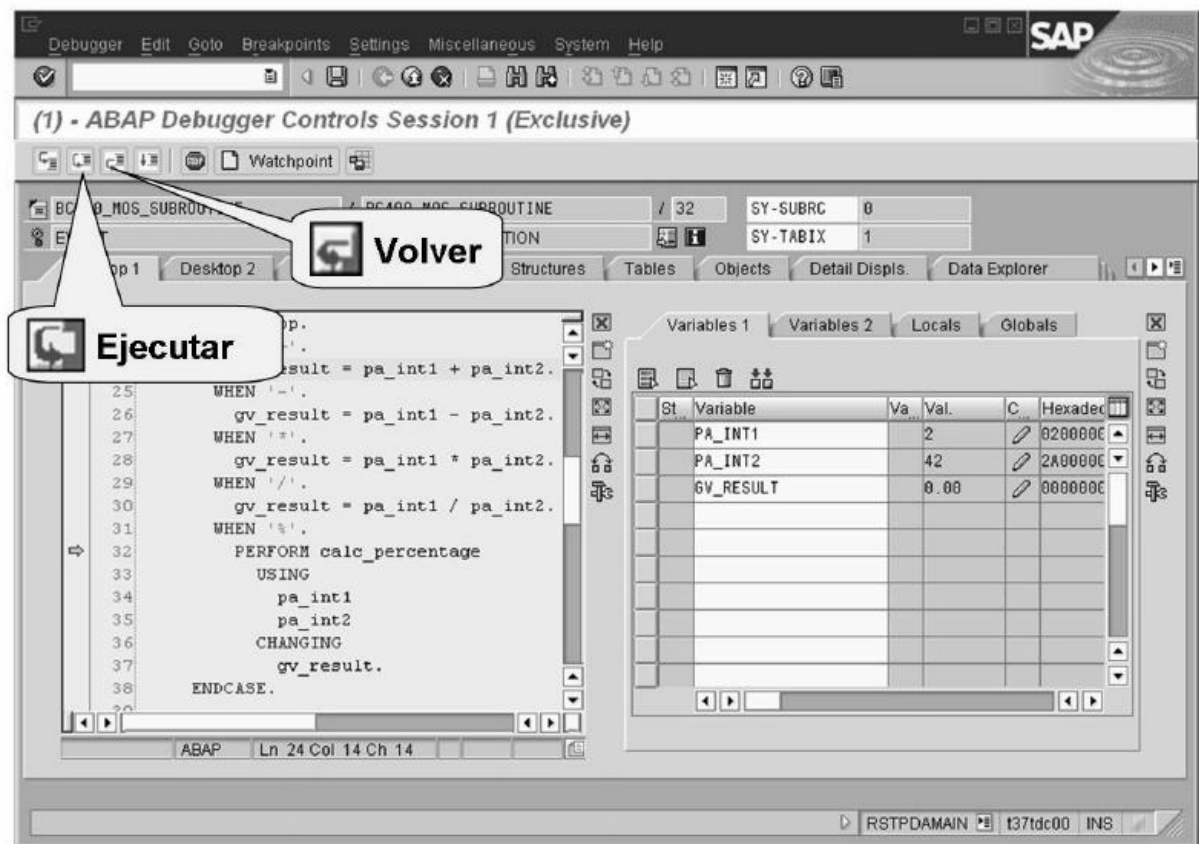 Debugger Edit Goto Breakpoints Settings Miscellaneous System Help
SAP
(1) - ABAP Debugger Controls Session 1 (Exclusive)
Watchpoint
/ 32 SY-SUBRC 0
SY-TABIX 1
Volver
Desktop 2 Structures Tables Objects Detail Displs. Data Explorer
Ejecutar
= pa_int1 + pa_int2.
25 WHEN '-'.
26 gv_result = pa_int1 - pa_int2.
27 WHEN '*'.
28 gv_result = pa_int1 * pa_int2.
29 WHEN '/'.
30 gv_result = pa_int1 / pa_int2.
31 WHEN '%'.
32 PERFORM calc_percentage
33 USING
34 pa_int1
35 pa_int2
36 CHANGING
37 gv_result.
38 ENDCASE.
ABAP Ln 24 Col 14 Ch 14
Variables 1 Variables 2 Locals Globals
St... Variable Va... Val. C...
PA_INT1 2
PA_INT2 42
GV_RESULT 0.00
RSTPDAMAIN t37tdc00 INS